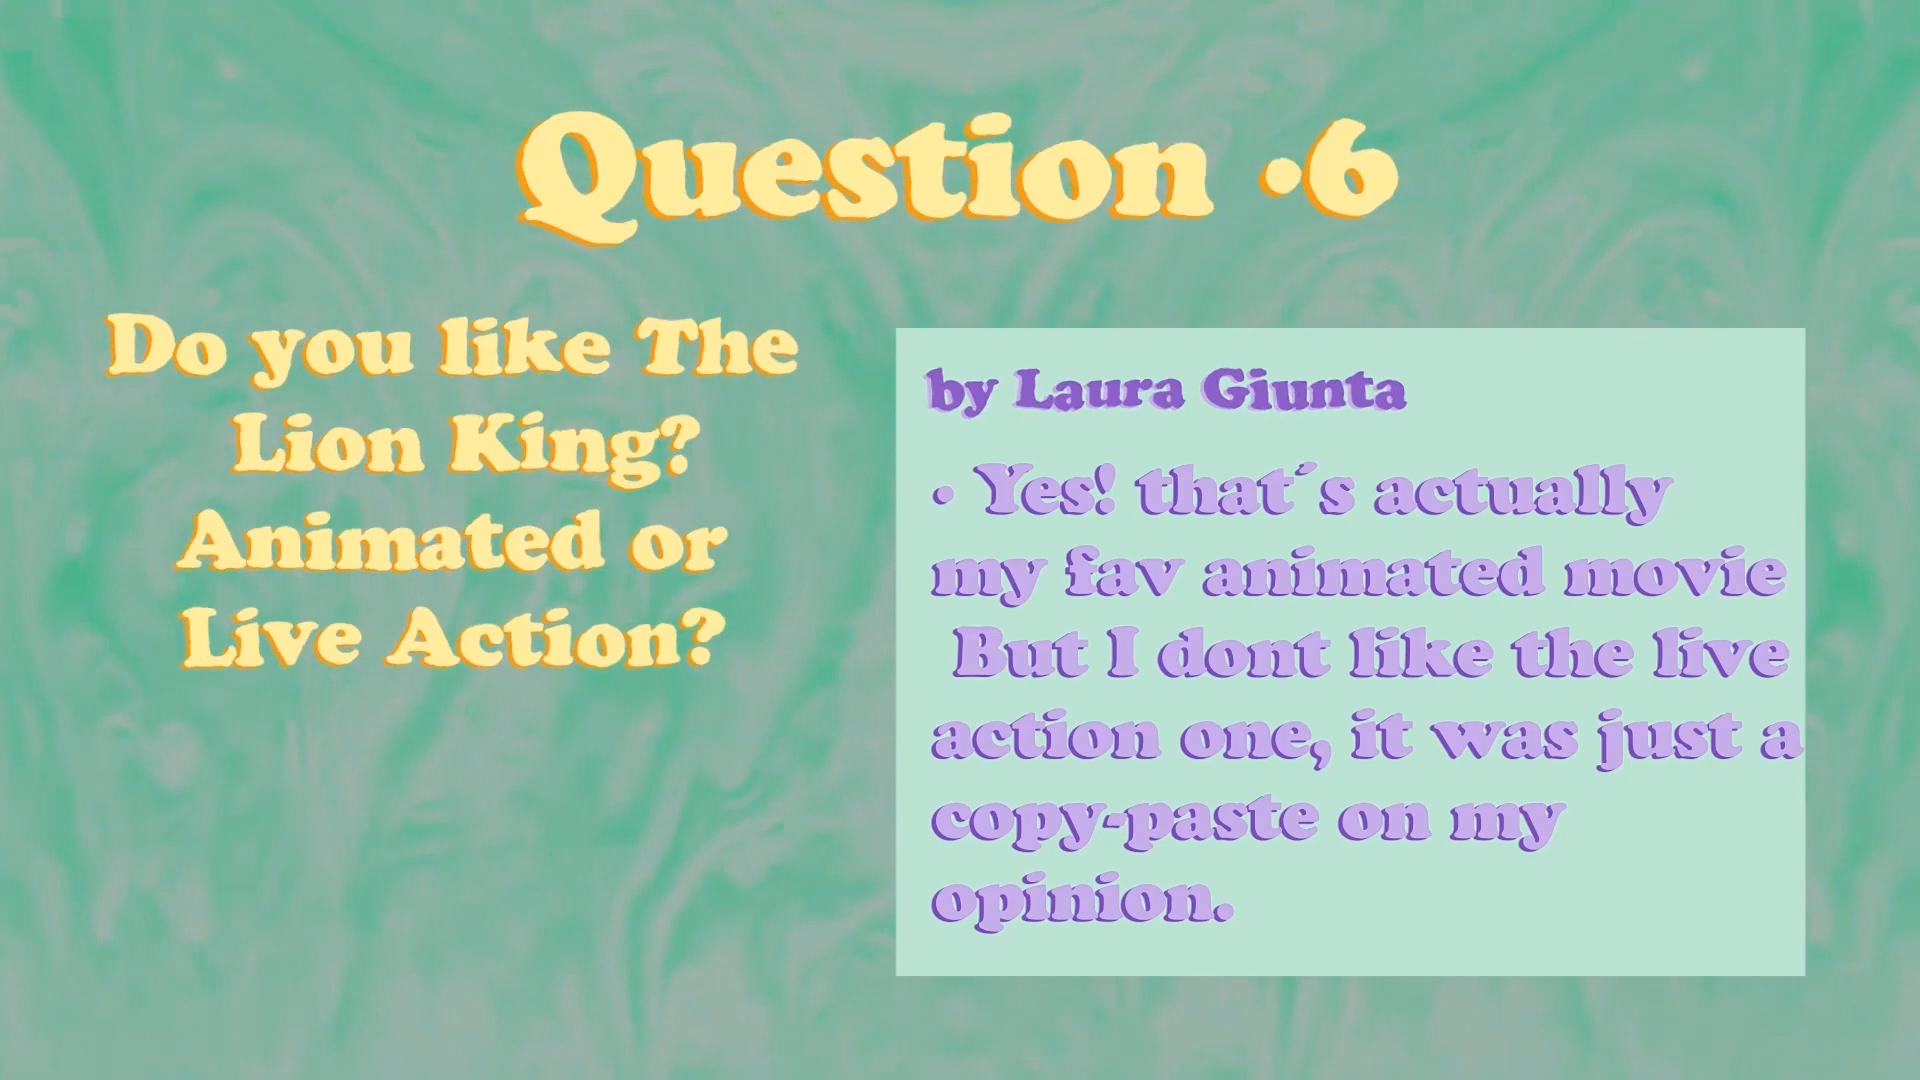 Question •6
Do you like The
Lion King?
Animated or
Live Action?
by Laura Giunta
• Yes! that´s actually
my fav animated movie
But I dont like the live
action one, it was just a
copy-paste on my
opinion.